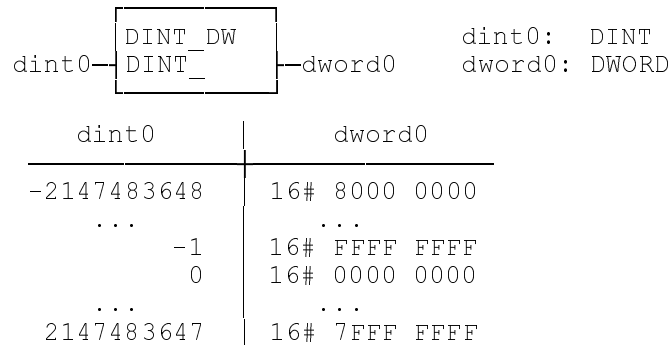 DINT_DW dint0: DINT
dint0 DINT_ dword0 dword0: DWORD
dint0 dword0
-2147483648 16# 8000 0000
... ...
-1 16# FFFF FFFF
0 16# 0000 0000
... ...
2147483647 16# 7FFF FFFF